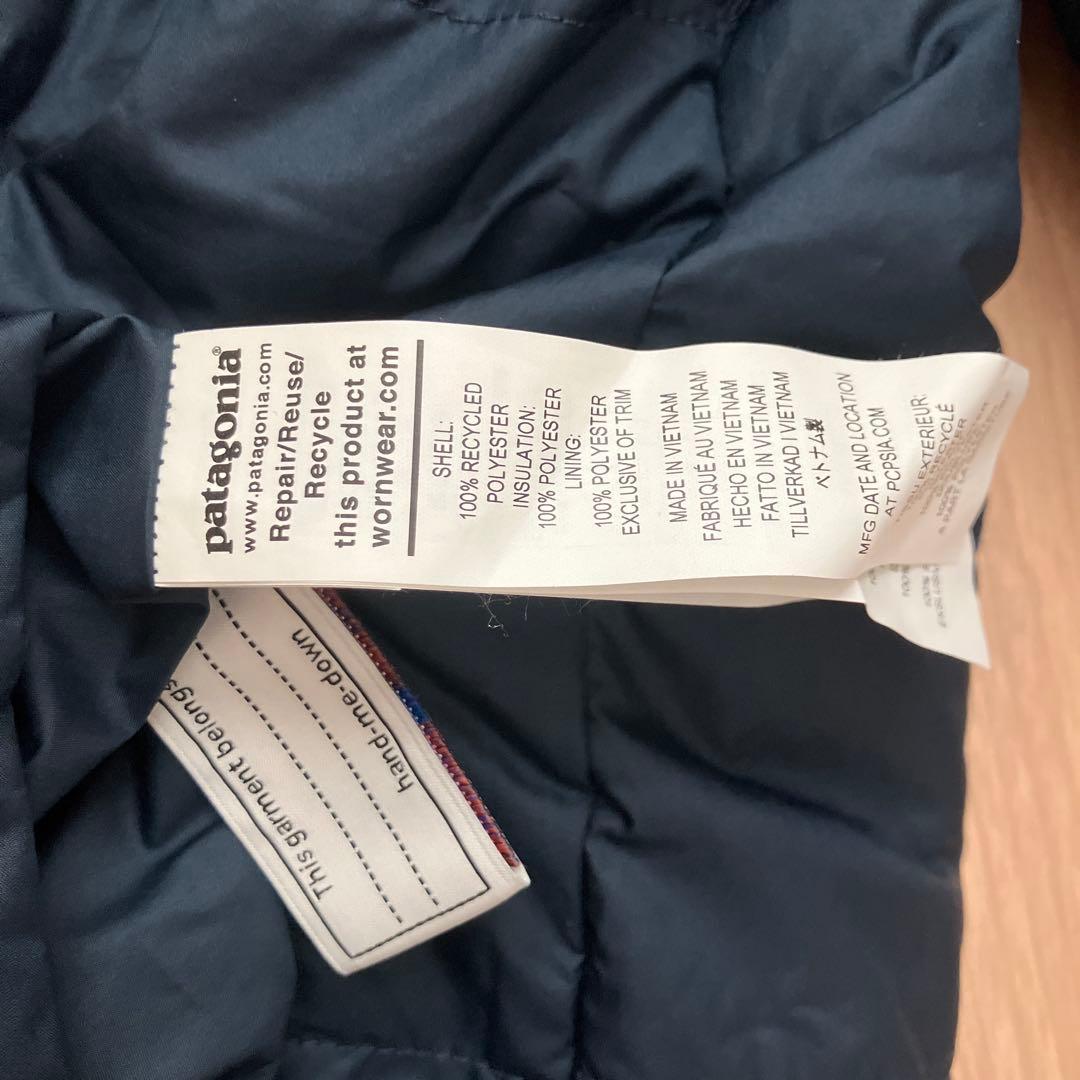 patagonia®
www.patagonia.com
Repair/Reuse/
Recycle
this product at
wornwear.com
SHELL:
100% RECYCLED
POLYESTER
INSULATION:
100% POLYESTER
LINING:
100% POLYESTER
EXCLUSIVE OF TRIM
MADE IN VIETNAM
FABRIQUÉ AU VIETNAM
HECHO EN VIETNAM
FATTO IN VIETNAM
TILLVERKAD I VIETNAM
ベトナム製
MFG DATE AND LOCATION
AT PCPSIA.COM
EXTÉRIEUR:
This garment belongs
hand-me-down